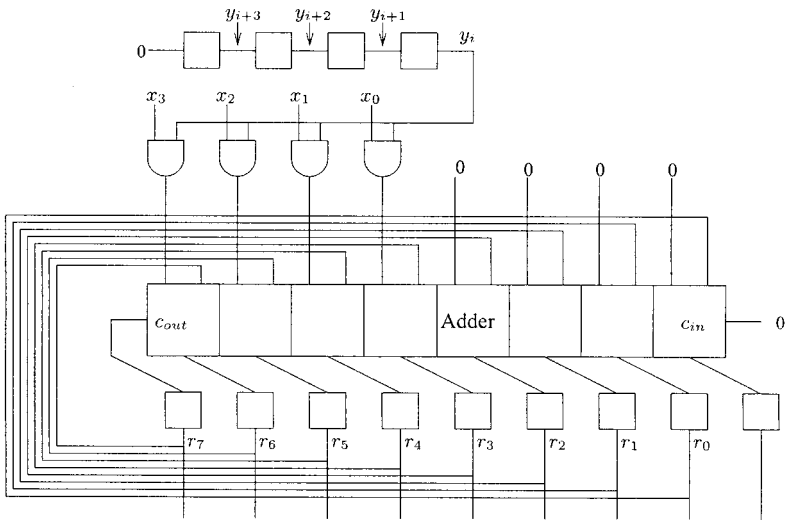 y_{i+3} y_{i+2} y_{i+1}
0 y_i
x_3 x_2 x_1 x_0
0 0 0 0
c_{out} Adder c_{in} 0
r_7 r_6 r_5 r_4 r_3 r_2 r_1 r_0